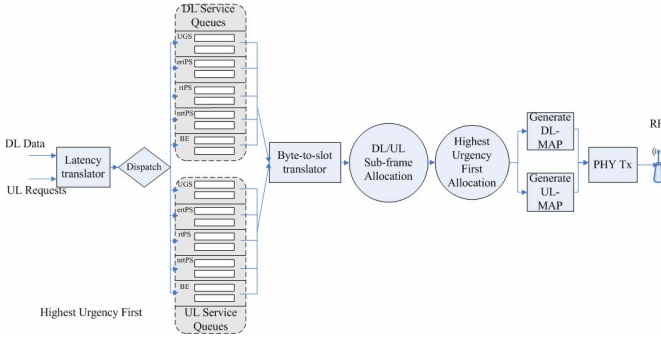 DL Service
Queues
UGS
ertPS
rtPS
nrtPS
BE
DL Data
UL Requests
Latency
translator
Dispatch
UGS
ertPS
rtPS
nrtPS
BE
UL Service
Queues
Byte-to-slot
translator
DL/UL
Sub-frame
Allocation
Highest
Urgency
First
Allocation
Generate
DL-
MAP
Generate
UL-
MAP
PHY Tx
RF
Highest Urgency First